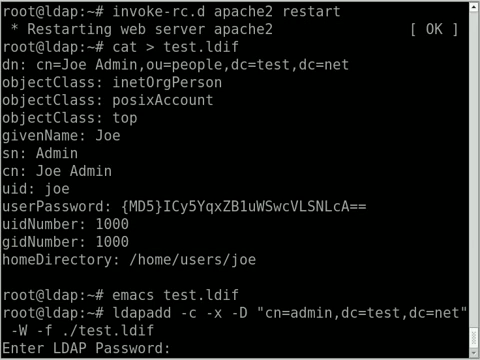 root@ldap:~# invoke-rc.d apache2 restart
 * Restarting web server apache2 [ OK ]
root@ldap:~# cat > test.ldif
dn: cn=Joe Admin,ou=people,dc=test,dc=net
objectClass: inetOrgPerson
objectClass: posixAccount
objectClass: top
givenName: Joe
sn: Admin
cn: Joe Admin
uid: joe
userPassword: {MD5}ICy5YqxZB1uWSwcVLSNLcA==
uidNumber: 1000
gidNumber: 1000
homeDirectory: /home/users/joe
root@ldap:~# emacs test.ldif
root@ldap:~# ldapadd -c -x -D "cn=admin,dc=test,dc=net"
 -W -f ./test.ldif
Enter LDAP Password: